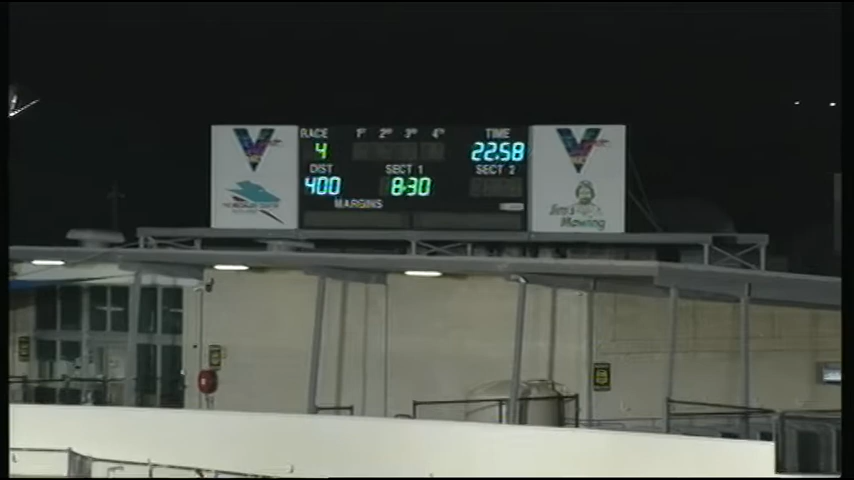 RACE 1ST 2ND 3RD 4TH TIME
4 22.58
DIST SECT 1 SECT 2
400 8:30
MARGINS
V V
Jim's
Mowing